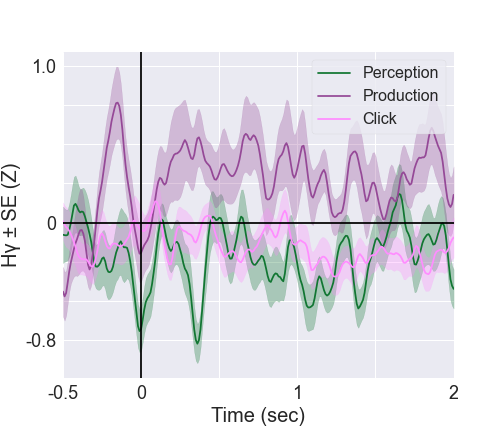 1.0
0
-0.8
Hγ ± SE (Z)
Perception
Production
Click
-0.5
0
1
2
Time (sec)